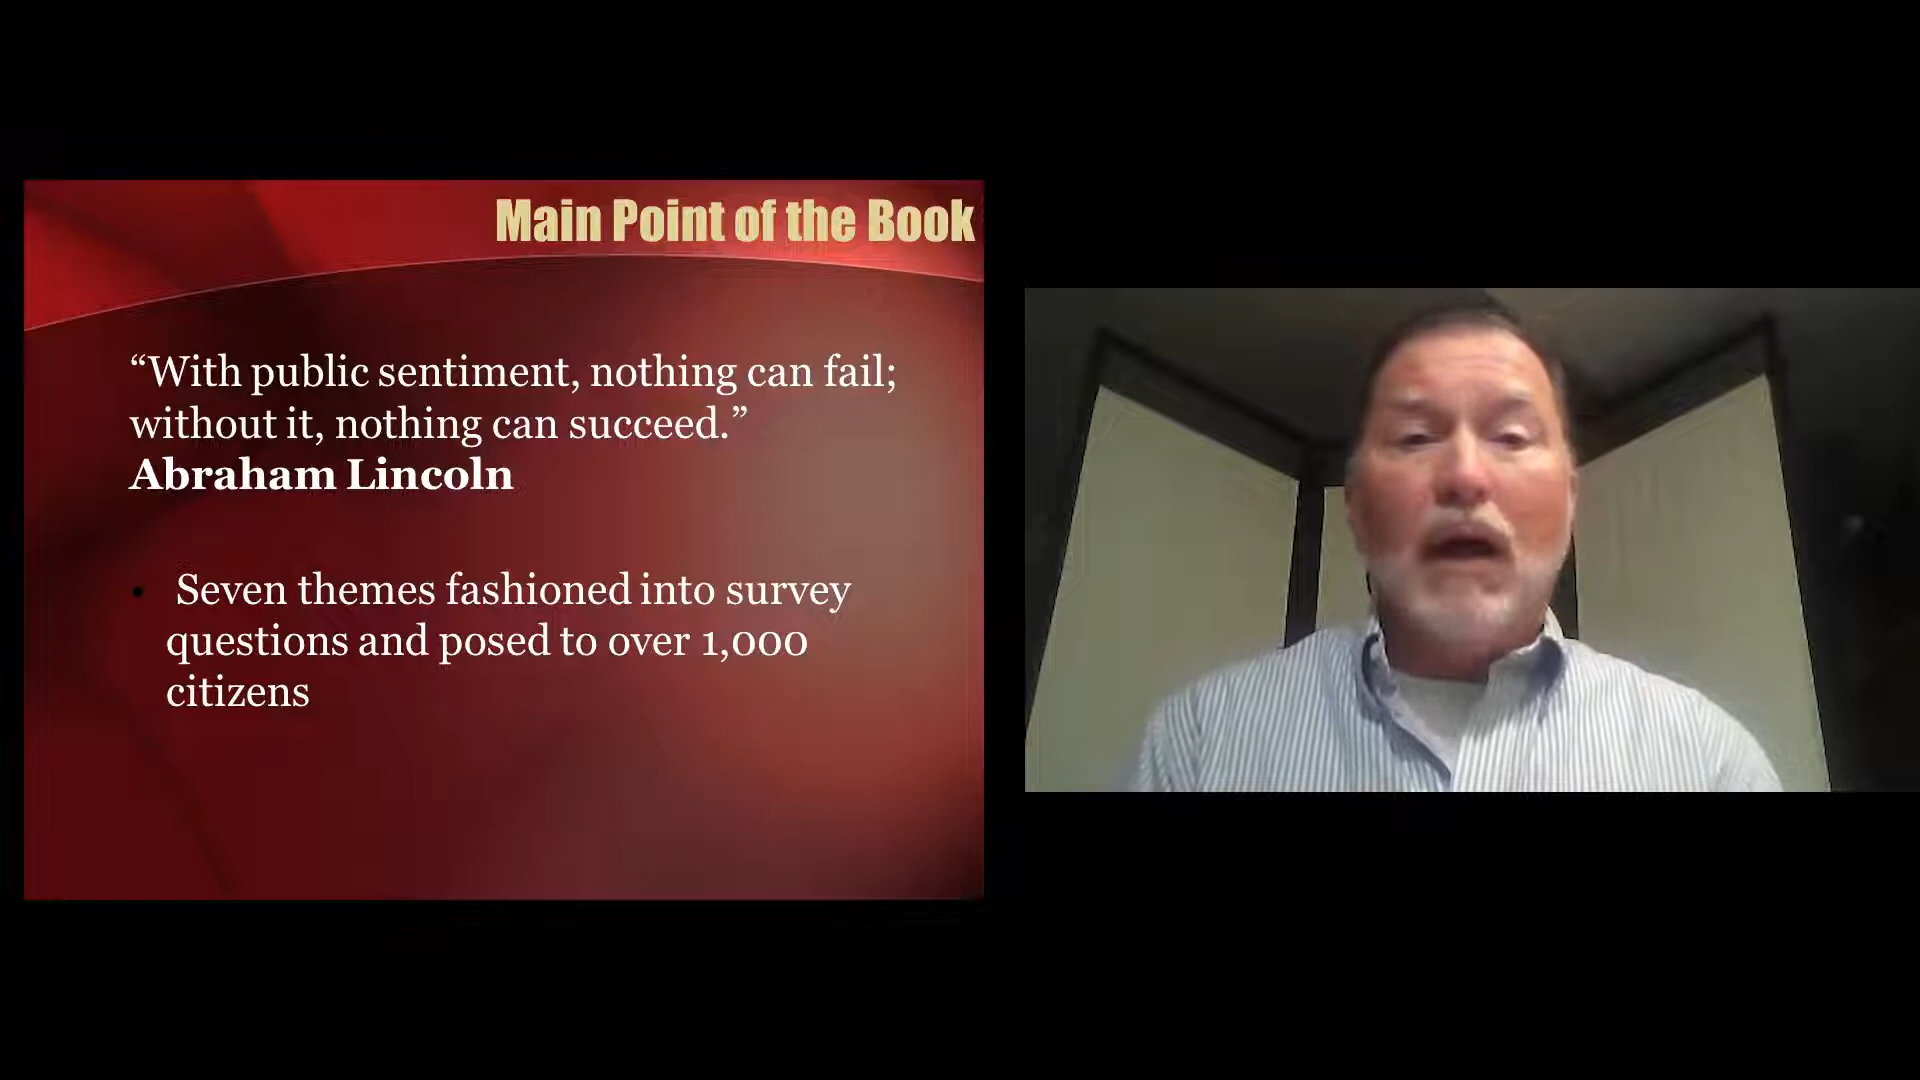 Main Point of the Book
“With public sentiment, nothing can fail;
without it, nothing can succeed.”
Abraham Lincoln
• Seven themes fashioned into survey
questions and posed to over 1,000
citizens